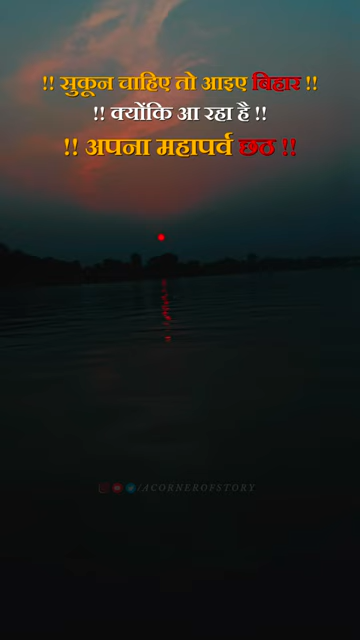 !! सुकून चाहिए तो आइए बिहार !!
!! क्योंकि आ रहा है !!
!! अपना महापर्व छठ !!
/ACORNEROFSTORY